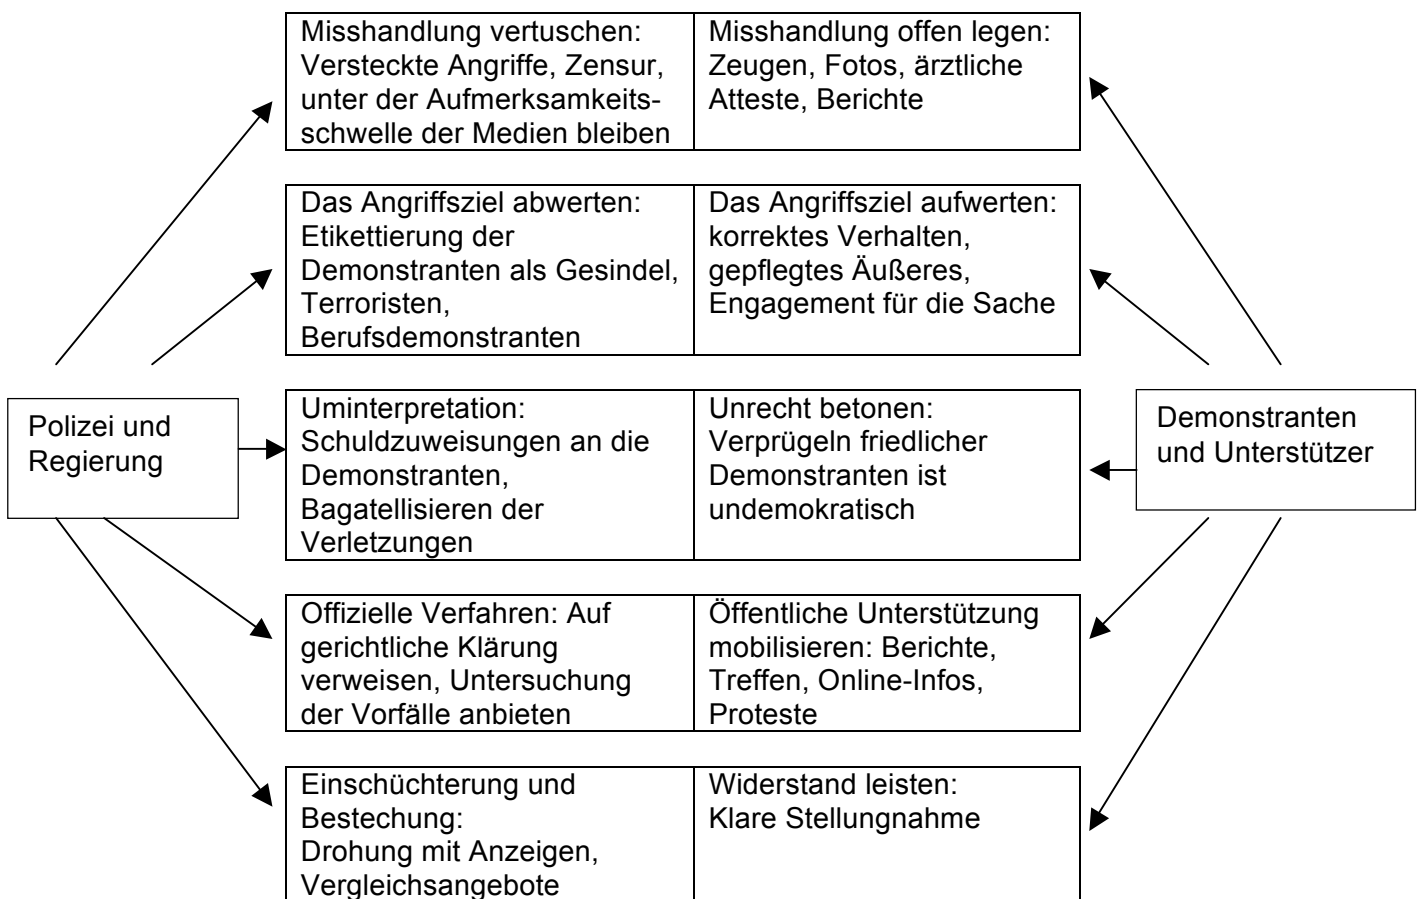 Misshandlung vertuschen:
Versteckte Angriffe, Zensur,
unter der Aufmerksamkeits-
schwelle der Medien bleiben
Misshandlung offen legen:
Zeugen, Fotos, ärztliche
Atteste, Berichte
Das Angriffsziel abwerten:
Etikettierung der
Demonstranten als Gesindel,
Terroristen,
Berufsdemonstranten
Das Angriffsziel aufwerten:
korrektes Verhalten,
gepflegtes Äußeres,
Engagement für die Sache
Polizei und
Regierung
Uminterpretation:
Schuldzuweisungen an die
Demonstranten,
Bagatellisieren der
Verletzungen
Unrecht betonen:
Verprügeln friedlicher
Demonstranten ist
undemokratisch
Demonstranten
und Unterstützer
Offizielle Verfahren: Auf
gerichtliche Klärung
verweisen, Untersuchung
der Vorfälle anbieten
Öffentliche Unterstützung
mobilisieren: Berichte,
Treffen, Online-Infos,
Proteste
Einschüchterung und
Bestechung:
Drohung mit Anzeigen,
Vergleichsangebote
Widerstand leisten:
Klare Stellungnahme